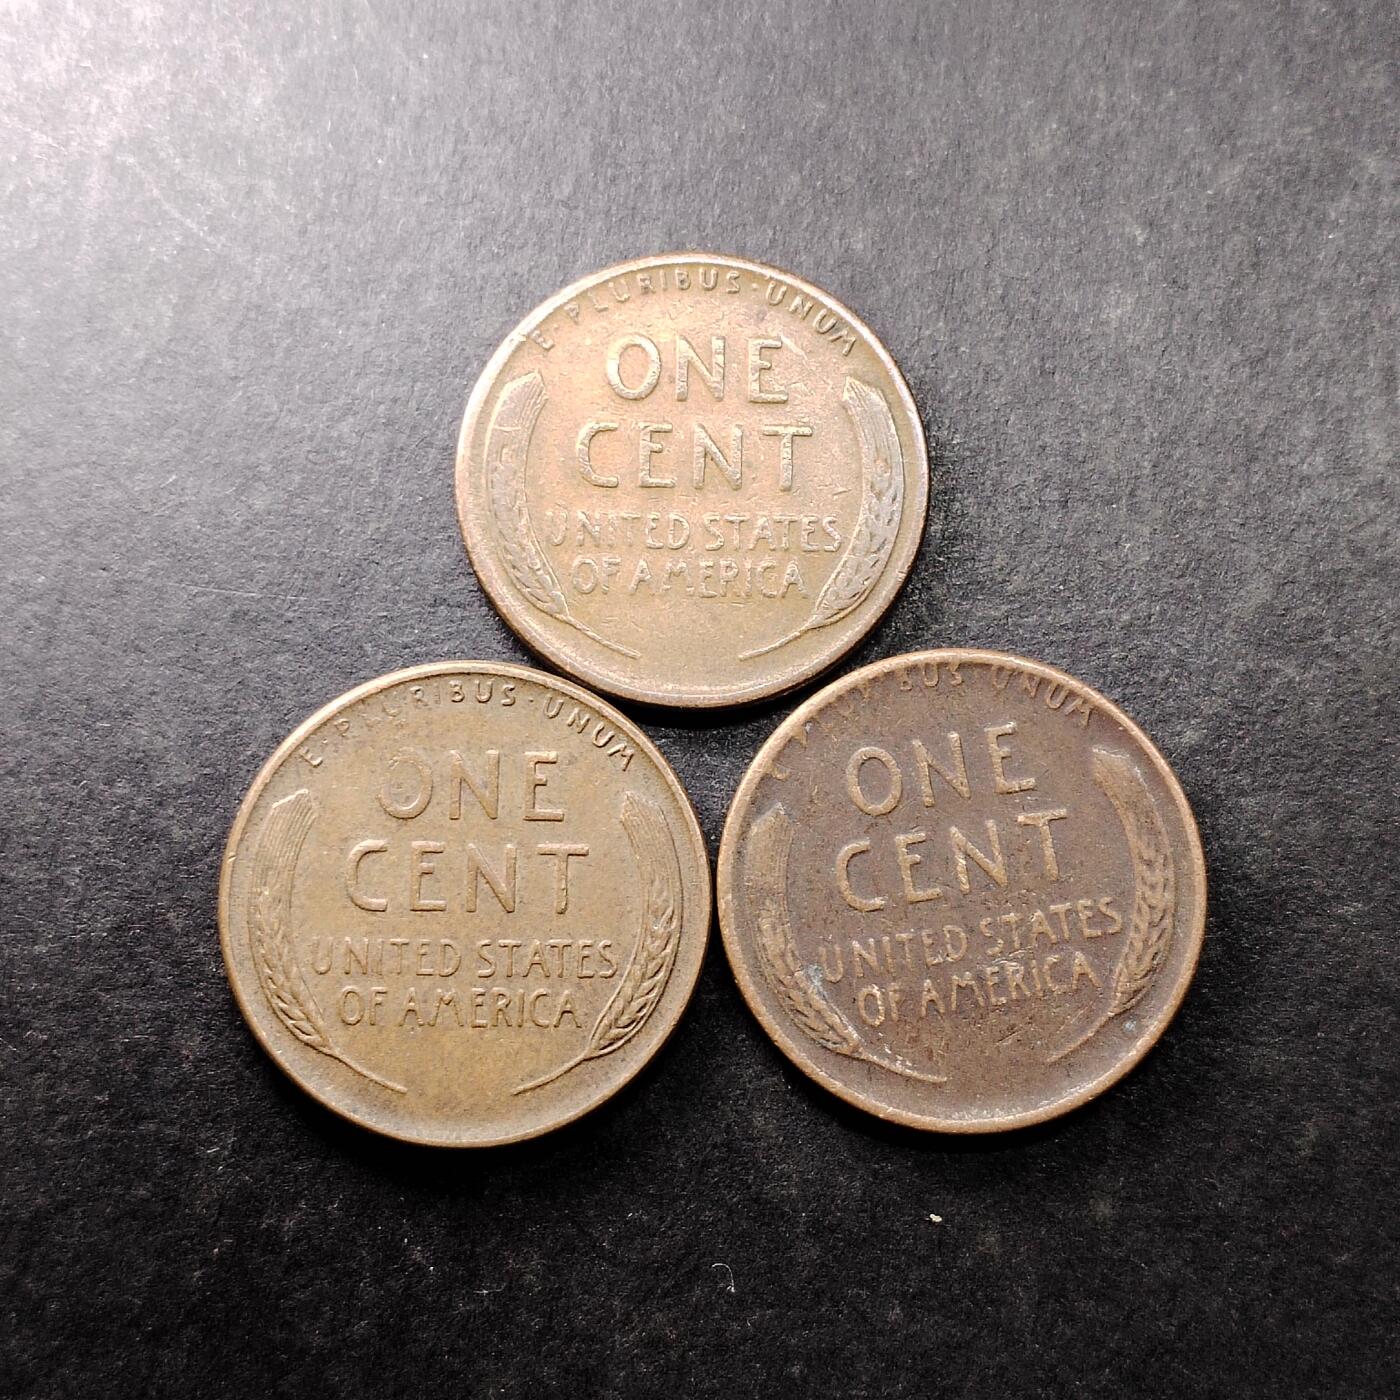 E·PLURIBUS·UNUM
ONE
CENT
UNITED STATES
OF AMERICA
E·PLURIBUS·UNUM
ONE
CENT
UNITED STATES
OF AMERICA
E PLURIBUS UNUM
ONE
CENT
UNITED STATES
OF AMERICA